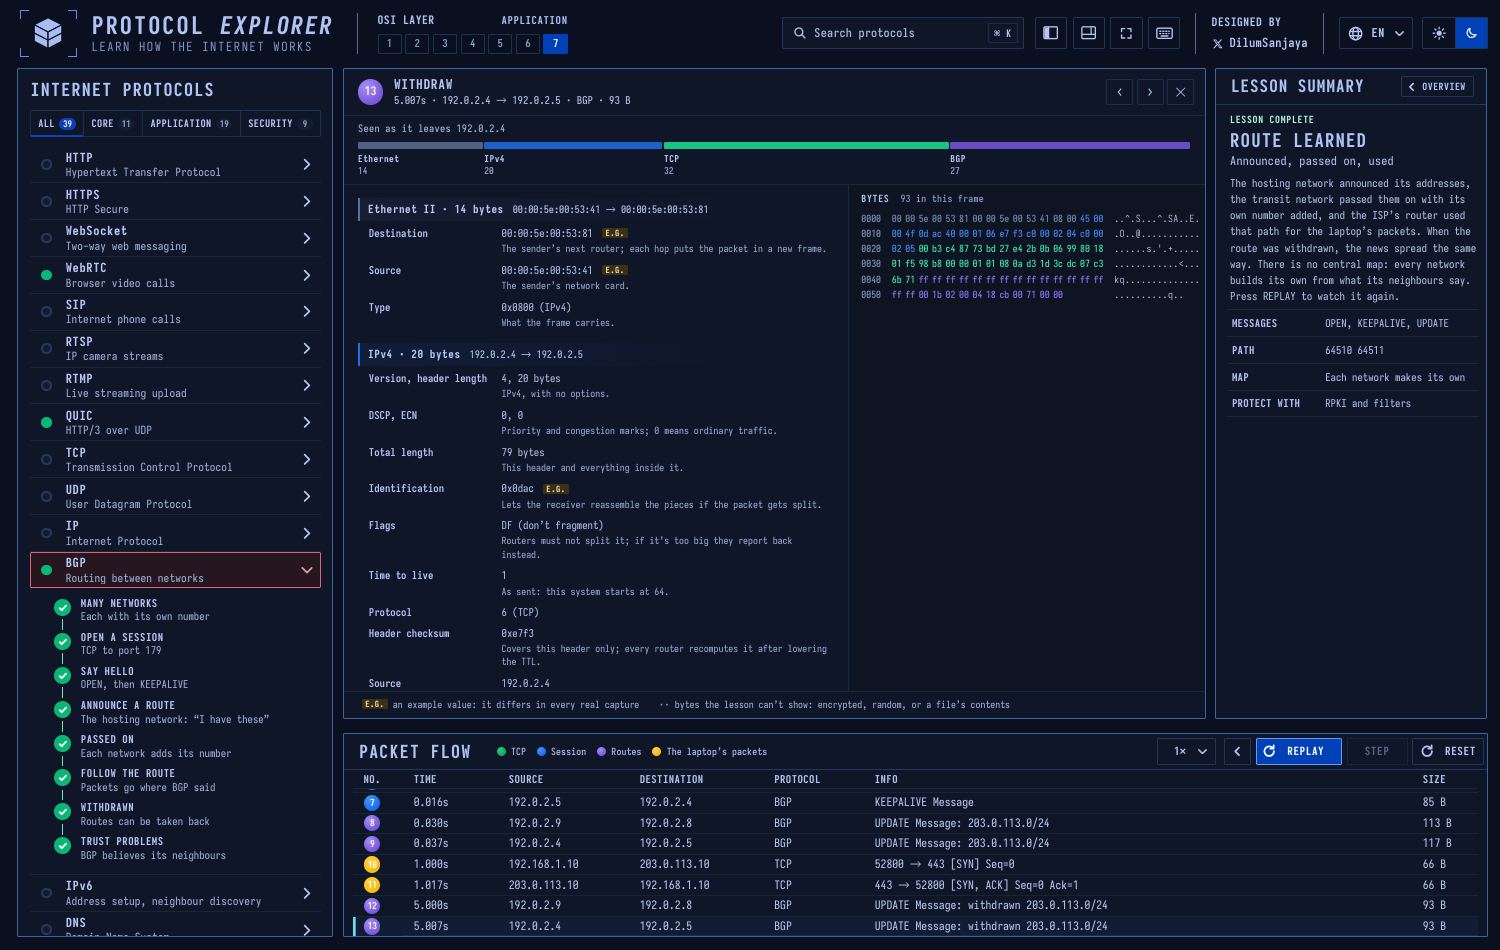 PROTOCOL EXPLORER
LEARN HOW THE INTERNET WORKS
OSI LAYER APPLICATION
1 2 3 4 5 6 7
Search protocols ⌘ K
DESIGNED BY
DilumSanjaya
EN
INTERNET PROTOCOLS
ALL 39 CORE 11 APPLICATION 19 SECURITY 9
HTTP
Hypertext Transfer Protocol
HTTPS
HTTP Secure
WebSocket
Two-way web messaging
WebRTC
Browser video calls
SIP
Internet phone calls
RTSP
IP camera streams
RTMP
Live streaming upload
QUIC
HTTP/3 over UDP
TCP
Transmission Control Protocol
UDP
User Datagram Protocol
IP
Internet Protocol
BGP
Routing between networks
MANY NETWORKS
Each with its own number
OPEN A SESSION
TCP to port 179
SAY HELLO
OPEN, then KEEPALIVE
ANNOUNCE A ROUTE
The hosting network: “I have these”
PASSED ON
Each network adds its number
FOLLOW THE ROUTE
Packets go where BGP said
WITHDRAWN
Routes can be taken back
TRUST PROBLEMS
BGP believes its neighbours
IPv6
Address setup, neighbour discovery
DNS
Domain Name System
13 WITHDRAW
5.007s · 192.0.2.4 → 192.0.2.5 · BGP · 93 B
Seen as it leaves 192.0.2.4
Ethernet IPv4 TCP BGP
14 20 32 27
Ethernet II · 14 bytes 00:00:5e:00:53:41 → 00:00:5e:00:53:81
Destination 00:00:5e:00:53:81 E.G.
The sender’s next router; each hop puts the packet in a new frame.
Source 00:00:5e:00:53:41 E.G.
The sender’s network card.
Type 0x0800 (IPv4)
What the frame carries.
IPv4 · 20 bytes 192.0.2.4 → 192.0.2.5
Version, header length 4, 20 bytes
IPv4, with no options.
DSCP, ECN 0, 0
Priority and congestion marks; 0 means ordinary traffic.
Total length 79 bytes
This header and everything inside it.
Identification 0x0dac E.G.
Lets the receiver reassemble the pieces if the packet gets split.
Flags DF (don’t fragment)
Routers must not split it; if it’s too big they report back
instead.
Time to live 1
As sent: this system starts at 64.
Protocol 6 (TCP)
Header checksum 0xe7f3
Covers this header only; every router recomputes it after lowering
the TTL.
Source 192.0.2.4
BYTES 93 in this frame
0000 00 00 5e 00 53 81 00 00 5e 00 53 41 08 00 45 00 ..^.S...^.SA..E.
0010 00 4f 0d ac 40 00 01 06 e7 f3 c0 00 02 04 c0 00 .O..@...........
0020 02 05 00 b3 c4 87 73 bd 27 e4 2b 0b 06 99 80 18 ......s.'.+.....
0030 01 f5 98 b8 00 00 01 01 08 0a d3 1d 3c dc 07 c3 ............<...
0040 6b 71 ff ff ff ff ff ff ff ff ff ff ff ff ff ff kq..............
0050 ff ff 00 1b 02 00 04 18 cb 00 71 00 00 ..........q..
E.G. an example value: it differs in every real capture ·· bytes the lesson can’t show: encrypted, random, or a file’s contents
LESSON SUMMARY OVERVIEW
LESSON COMPLETE
ROUTE LEARNED
Announced, passed on, used
The hosting network announced its addresses,
the transit network passed them on with its
own number added, and the ISP’s router used
that path for the laptop’s packets. When the
route was withdrawn, the news spread the same
way. There is no central map: every network
builds its own from what its neighbours say.
Press REPLAY to watch it again.
MESSAGES OPEN, KEEPALIVE, UPDATE
PATH 64510 64511
MAP Each network makes its own
PROTECT WITH RPKI and filters
PACKET FLOW TCP Session Routes The laptop’s packets 1× REPLAY STEP RESET
NO. TIME SOURCE DESTINATION PROTOCOL INFO SIZE
7 0.016s 192.0.2.5 192.0.2.4 BGP KEEPALIVE Message 85 B
8 0.030s 192.0.2.9 192.0.2.8 BGP UPDATE Message: 203.0.113.0/24 113 B
9 0.037s 192.0.2.4 192.0.2.5 BGP UPDATE Message: 203.0.113.0/24 117 B
10 1.000s 192.168.1.10 203.0.113.10 TCP 52800 → 443 [SYN] Seq=0 66 B
11 1.017s 203.0.113.10 192.168.1.10 TCP 443 → 52800 [SYN, ACK] Seq=0 Ack=1 66 B
12 5.000s 192.0.2.9 192.0.2.8 BGP UPDATE Message: withdrawn 203.0.113.0/24 93 B
13 5.007s 192.0.2.4 192.0.2.5 BGP UPDATE Message: withdrawn 203.0.113.0/24 93 B